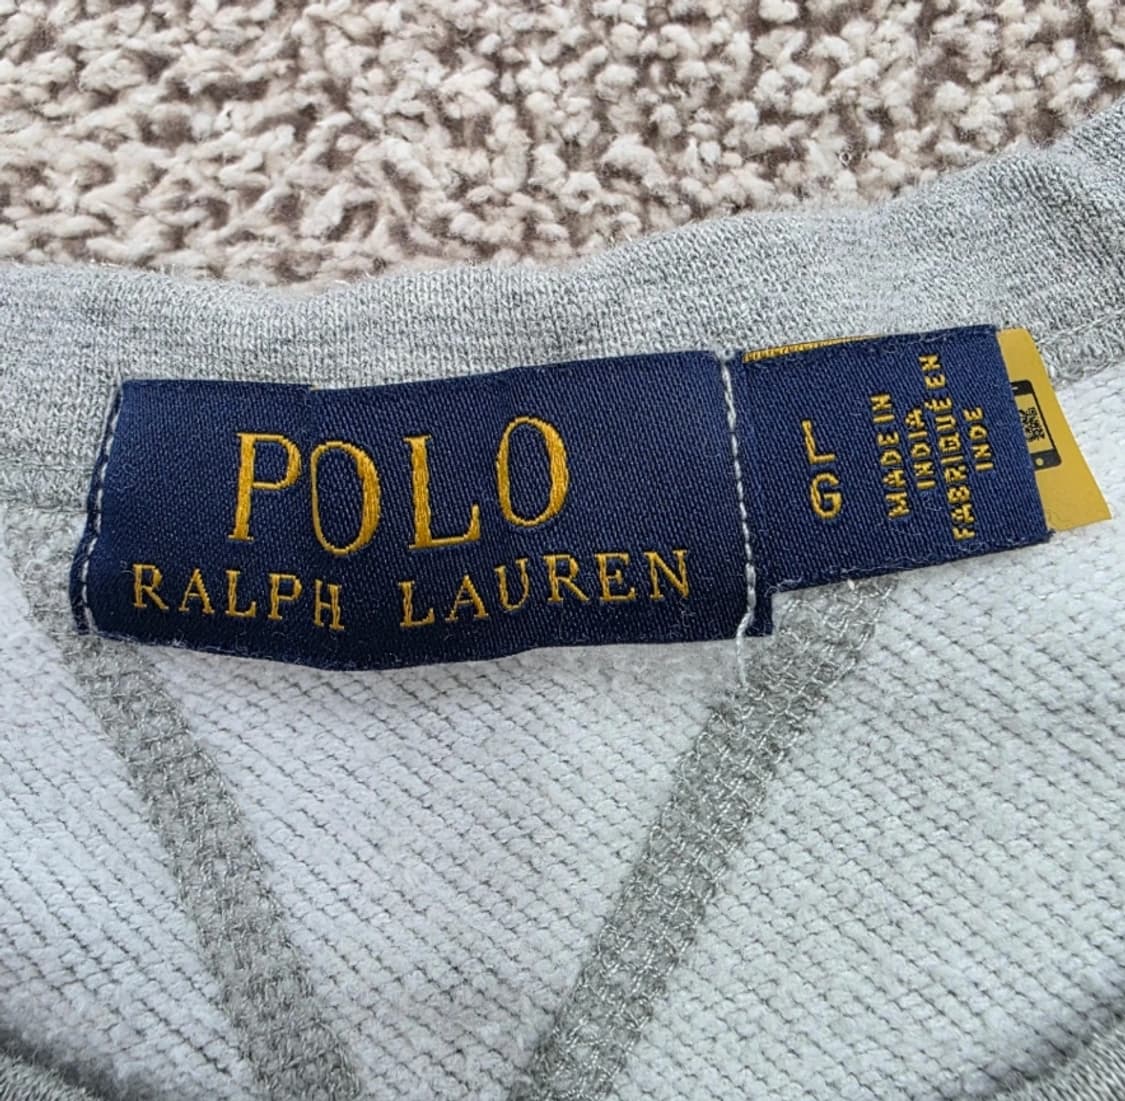 POLO
RALPH LAUREN
L
G
MADE IN
INDIA
FABRIQUÉ EN
INDE